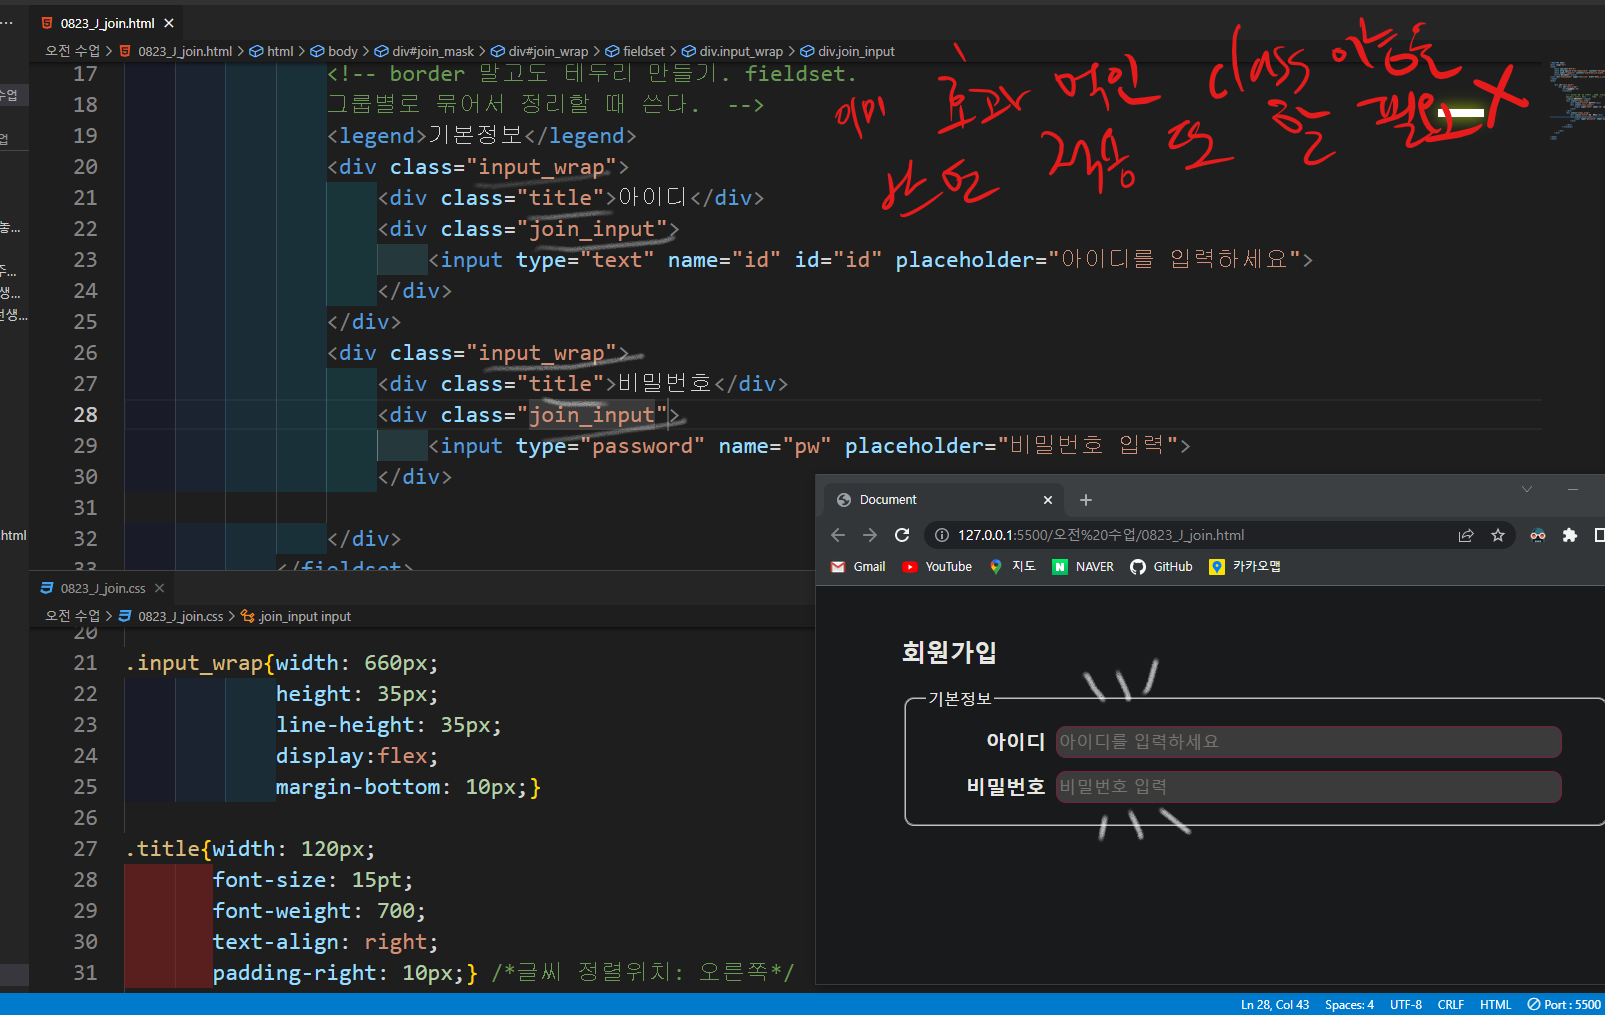 0823_J_join.html
오전 수업 > 0823_J_join.html > html > body > div#join_mask > div#join_wrap > fieldset > div.input_wrap > div.join_input
이미 효과 먹인 class 이름을
쓰면 적용 또 할 필요 X
17 <!-- border 말고도 테두리 만들기. fieldset.
18 그룹별로 묶어서 정리할 때 쓴다.  -->
19 <legend>기본정보</legend>
20 <div class="input_wrap">
21 <div class="title">아이디</div>
22 <div class="join_input">
23 <input type="text" name="id" id="id" placeholder="아이디를 입력하세요">
24 </div>
25 </div>
26 <div class="input_wrap">
27 <div class="title">비밀번호</div>
28 <div class="join_input">
29 <input type="password" name="pw" placeholder="비밀번호 입력">
30 </div>
31
32 </div>
33 </fieldset>
수업
업
놓...
주...
생...
선생...
html
0823_J_join.css
오전 수업 > 0823_J_join.css > .join_input input
20
21 .input_wrap{width: 660px;
22 height: 35px;
23 line-height: 35px;
24 display:flex;
25 margin-bottom: 10px;}
26
27 .title{width: 120px;
28 font-size: 15pt;
29 font-weight: 700;
30 text-align: right;
31 padding-right: 10px;} /*글씨 정렬위치: 오른쪽*/
Document
127.0.0.1:5500/오전%20수업/0823_J_join.html
Gmail YouTube 지도 NAVER GitHub 카카오맵
회원가입
기본정보
아이디 아이디를 입력하세요
비밀번호 비밀번호 입력
Ln 28, Col 43 Spaces: 4 UTF-8 CRLF HTML Port : 5500